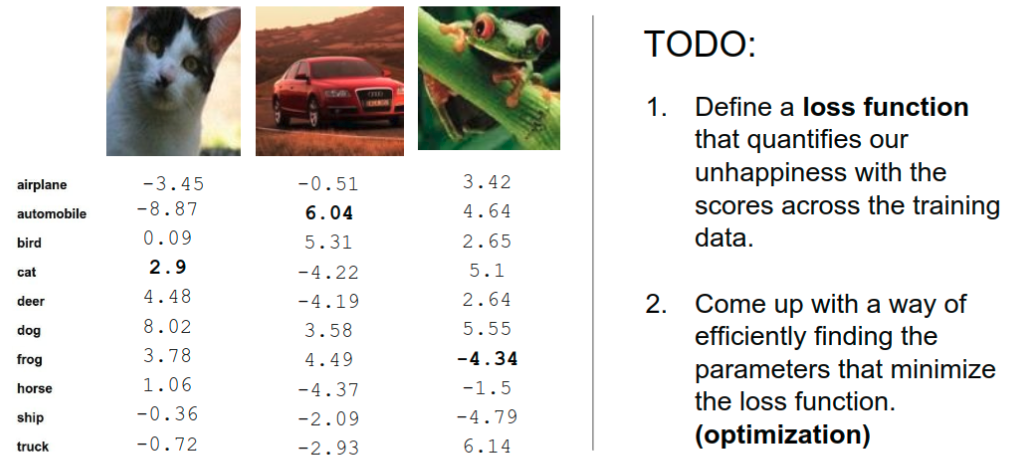 airplane -3.45 -0.51 3.42
automobile -8.87 6.04 4.64
bird 0.09 5.31 2.65
cat 2.9 -4.22 5.1
deer 4.48 -4.19 2.64
dog 8.02 3.58 5.55
frog 3.78 4.49 -4.34
horse 1.06 -4.37 -1.5
ship -0.36 -2.09 -4.79
truck -0.72 -2.93 6.14
TODO:
1. Define a loss function
that quantifies our
unhappiness with the
scores across the training
data.
2. Come up with a way of
efficiently finding the
parameters that minimize
the loss function.
(optimization)